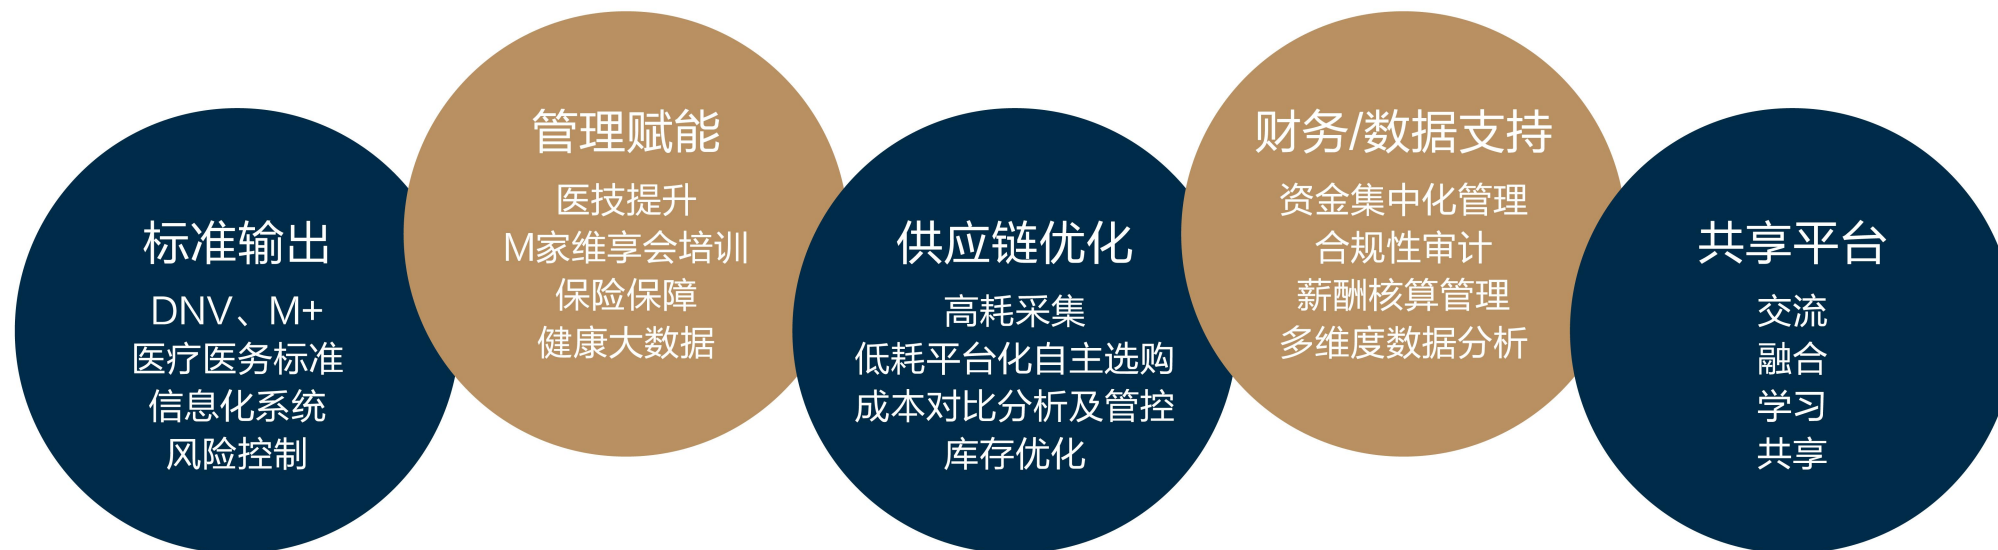 标准输出
DNV、M+
医疗医务标准
信息化系统
风险控制
管理赋能
医技提升
M家维享会培训
保险保障
健康大数据
供应链优化
高耗采集
低耗平台化自主选购
成本对比分析及管控
库存优化
财务/数据支持
资金集中化管理
合规性审计
薪酬核算管理
多维度数据分析
共享平台
交流
融合
学习
共享